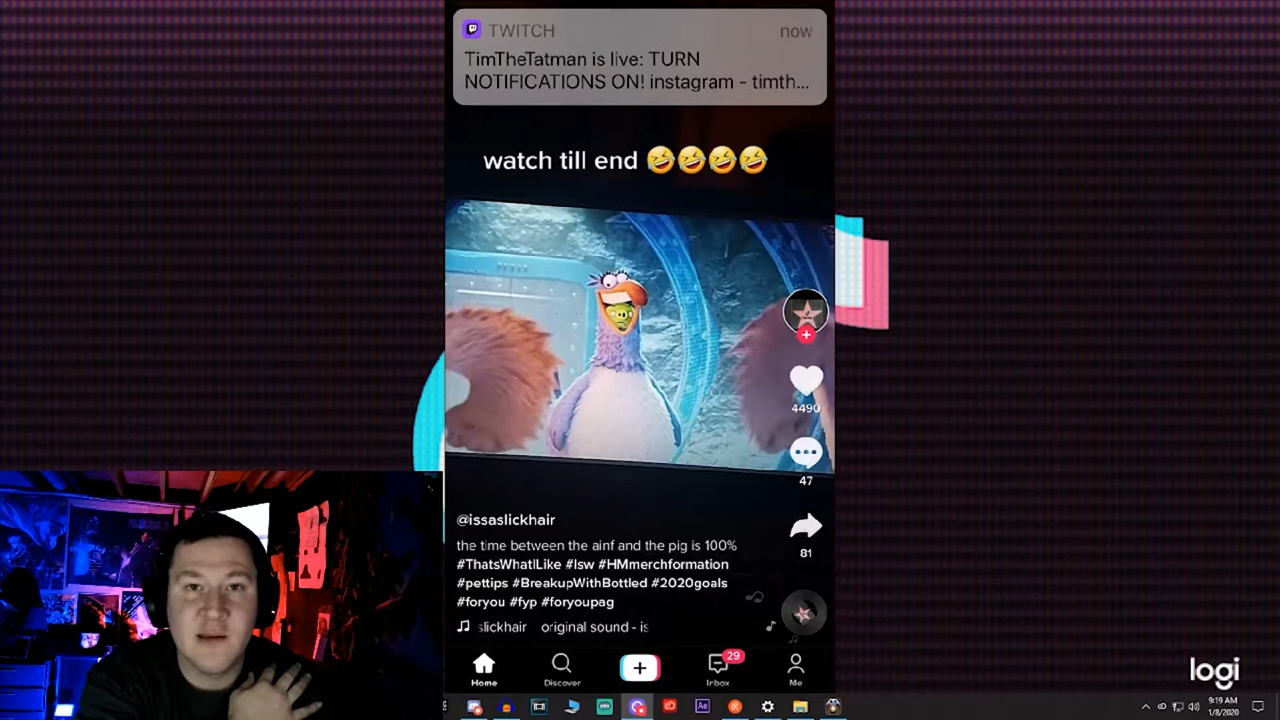 TWITCH
now
TimTheTatman is live: TURN
NOTIFICATIONS ON! instagram - timth...
watch till end 🤣🤣🤣🤣
4490
47
81
@issaslickhair
the time between the ainf and the pig is 100%
#ThatsWhatILike #lsw #HMmerchformation
#pettips #BreakupWithBottled #2020goals
#foryou #fyp #foryoupag
slickhair original sound - is
Home
Discover
29
Inbox
Me
Ae
logi
9:19 AM
1/8/2020